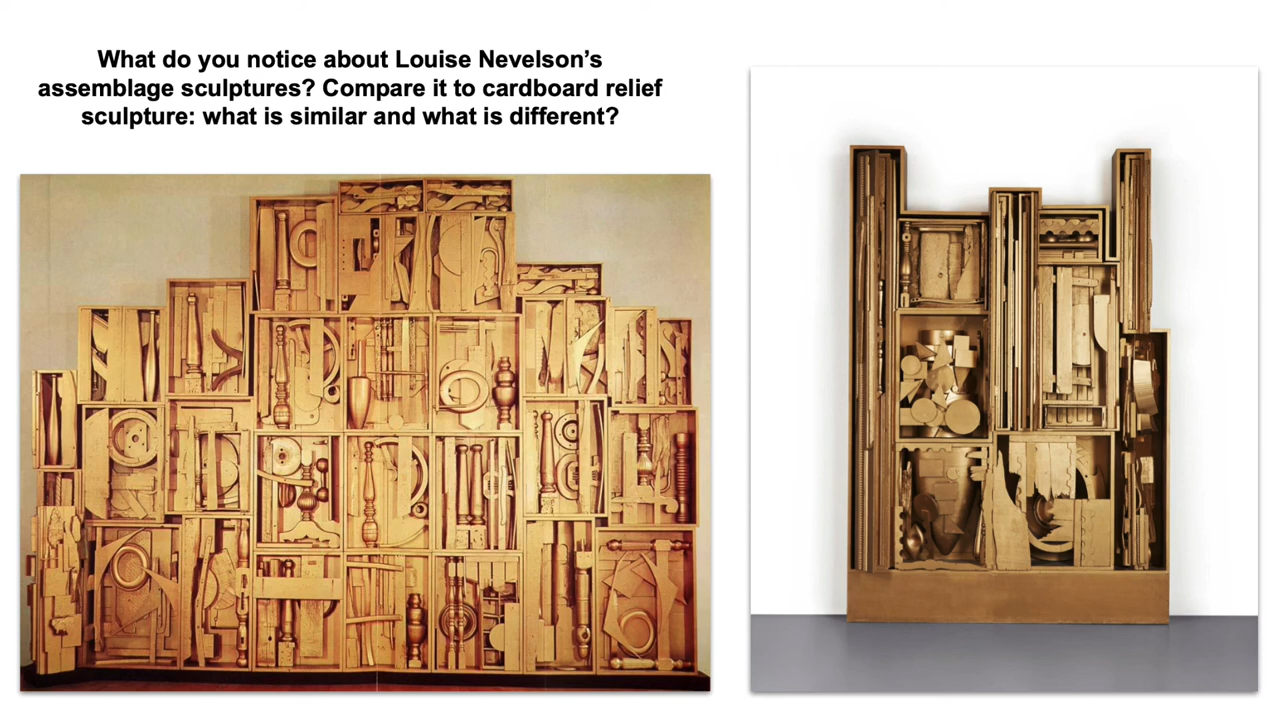 What do you notice about Louise Nevelson’s
assemblage sculptures? Compare it to cardboard relief
sculpture: what is similar and what is different?